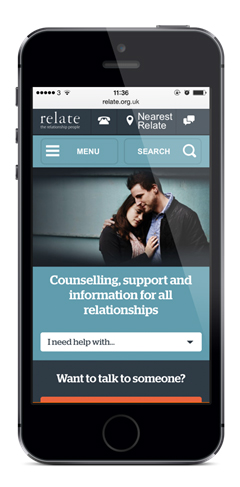 3 11:36
relate.org.uk
relate
the relationship people
Nearest
Relate
MENU SEARCH
Counselling, support and
information for all
relationships
I need help with...
Want to talk to someone?